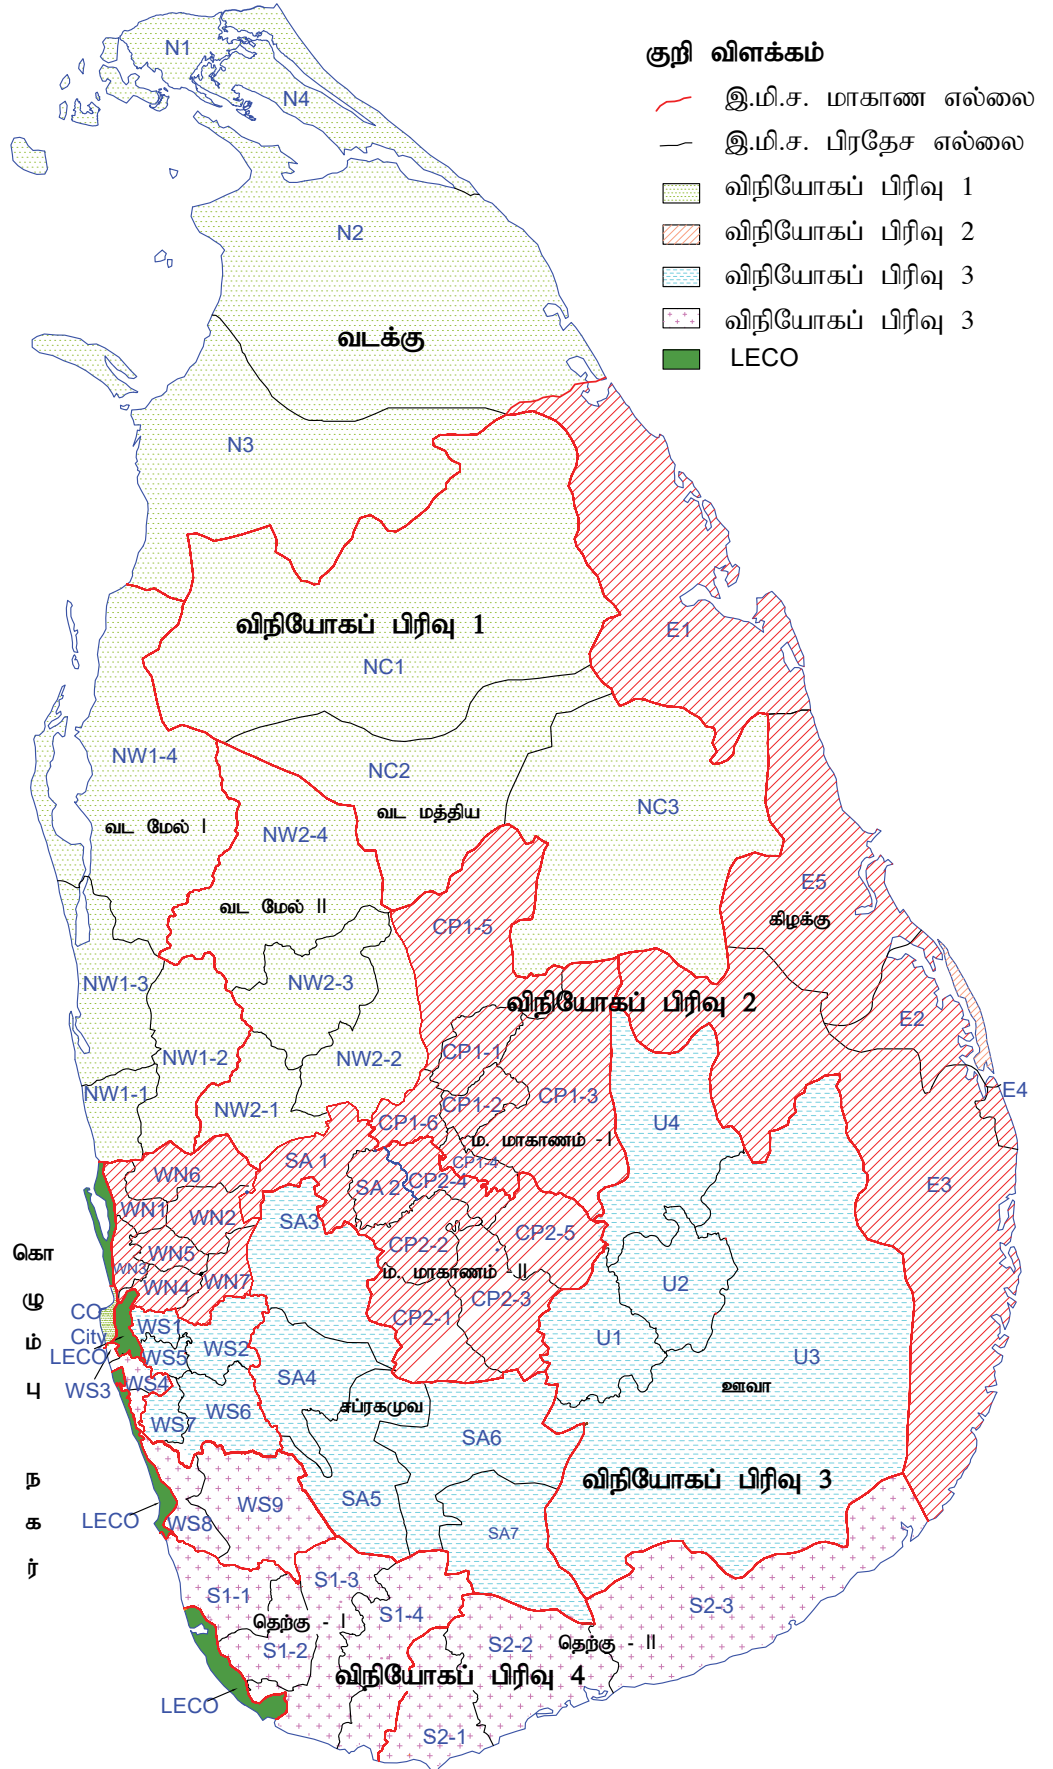 குறி விளக்கம்
இ.மி.ச. மாகாண எல்லை
இ.மி.ச. பிரதேச எல்லை
விநியோகப் பிரிவு 1
விநியோகப் பிரிவு 2
விநியோகப் பிரிவு 3
விநியோகப் பிரிவு 3
LECO
N1
N4
N2
வடக்கு
N3
விநியோகப் பிரிவு 1
E1
NC1
NW1-4
NC2
NC3
வட மேல் I
வட மத்திய
NW2-4
E5
வட மேல் II
CP1-5
கிழக்கு
NW1-3
NW2-3
விநியோகப் பிரிவு 2
E2
NW1-2
NW2-2
CP1-1
NW1-1
NW2-1
CP1-2
CP1-3
E4
CP1-6
U4
ம. மாகாணம் -I
SA 1
CP1-4
WN6
SA 2
CP2-4
E3
WN1
WN2
SA3
CP2-5
WN5
CP2-2
WN3
ம. மாகாணம் -II
WN4
WN7
CP2-3
U2
CP2-1
CO
City
WS1
LECO
WS5
WS2
U1
U3
WS3
WS4
SA4
ஊவா
சப்ரகமுவ
WS7
WS6
SA6
விநியோகப் பிரிவு 3
SA5
WS9
LECO
WS8
SA7
கொ
ழு
ம்
பு
ந
க
ர்
S1-1
S1-3
S1-4
S2-3
தெற்கு - I
S1-2
S2-2
தெற்கு - II
விநியோகப் பிரிவு 4
LECO
S2-1